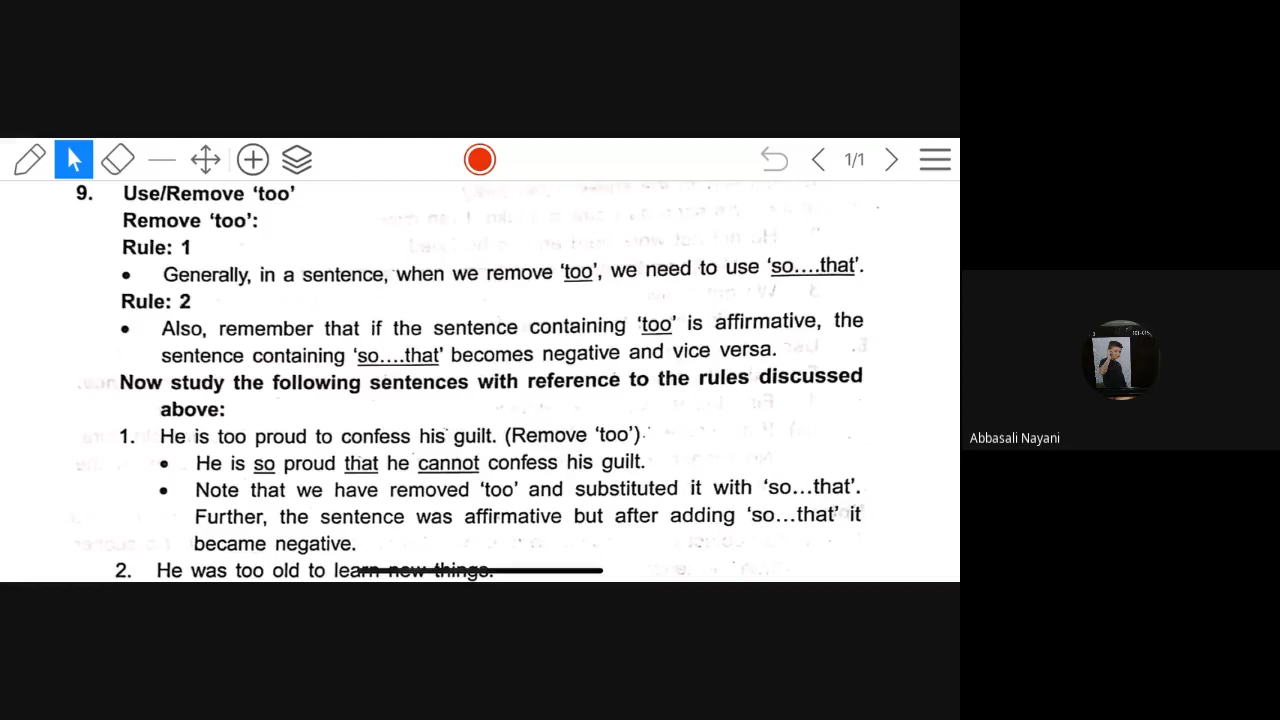 1/1
9. Use/Remove ‘too’
Remove ‘too’:
Rule: 1
• Generally, in a sentence, when we remove ‘too’, we need to use ‘so....that’.
Rule: 2
• Also, remember that if the sentence containing ‘too’ is affirmative, the
sentence containing ‘so....that’ becomes negative and vice versa.
Now study the following sentences with reference to the rules discussed
above:
1. He is too proud to confess his guilt. (Remove ‘too’)
• He is so proud that he cannot confess his guilt.
• Note that we have removed ‘too’ and substituted it with ‘so...that’.
Further, the sentence was affirmative but after adding ‘so...that’ it
became negative.
2. He was too old to learn new things.
Abbasali Nayani